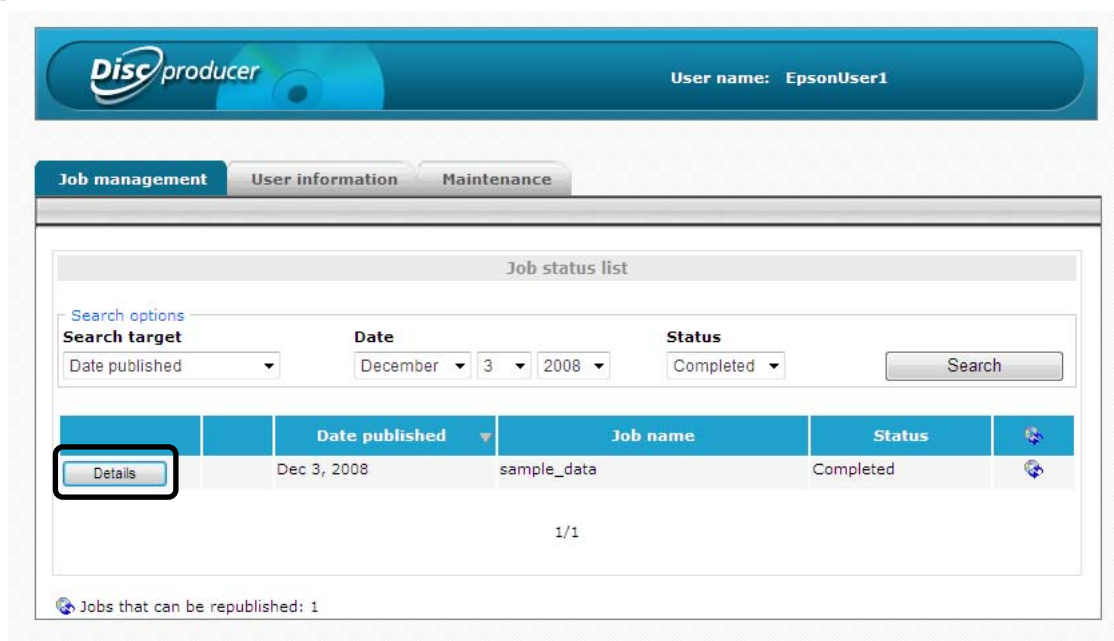 Disc producer
User name: EpsonUser1
Job management User information Maintenance
Job status list
Search options
Search target Date Status
Date published December 3 2008 Completed Search
Date published Job name Status
Details Dec 3, 2008 sample_data Completed
1/1
Jobs that can be republished: 1